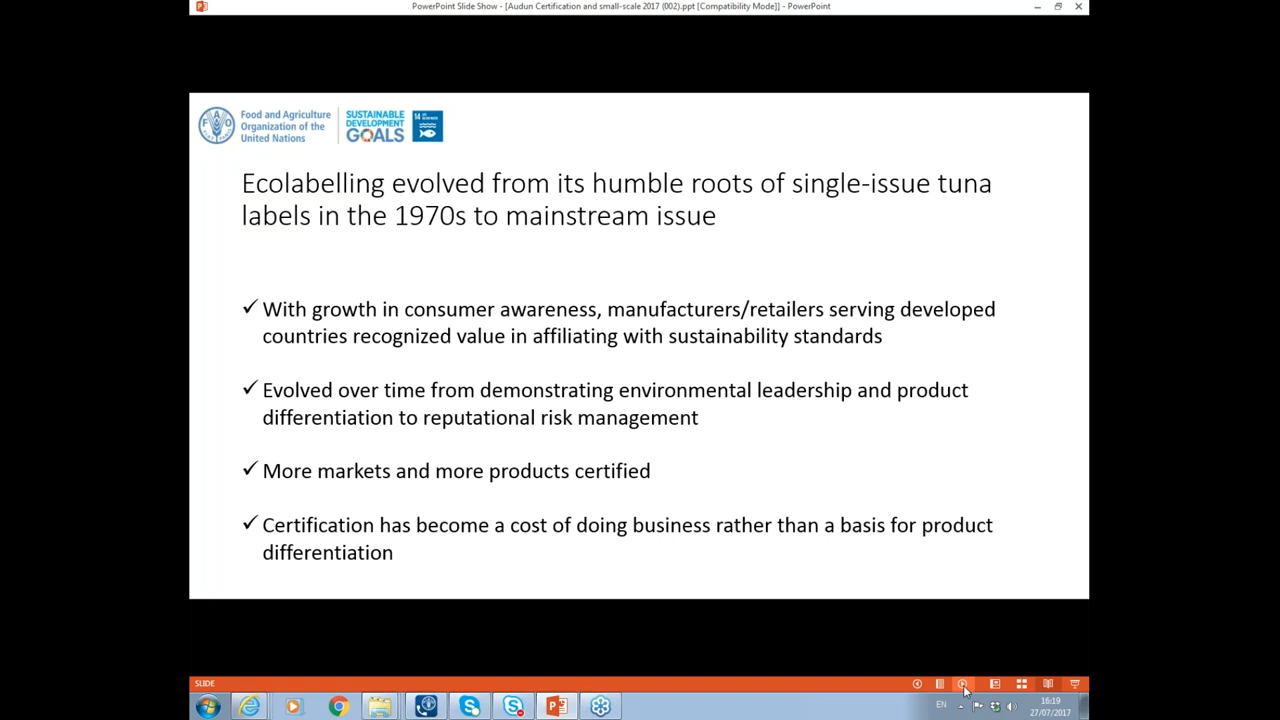 PowerPoint Slide Show - [Audun Certification and small-scale 2017 (002).ppt [Compatibility Mode]] - PowerPoint
Food and Agriculture
Organization of the
United Nations
SUSTAINABLE
DEVELOPMENT
GOALS
14
Ecolabelling evolved from its humble roots of single-issue tuna
labels in the 1970s to mainstream issue
✓ With growth in consumer awareness, manufacturers/retailers serving developed
countries recognized value in affiliating with sustainability standards
✓ Evolved over time from demonstrating environmental leadership and product
differentiation to reputational risk management
✓ More markets and more products certified
✓ Certification has become a cost of doing business rather than a basis for product
differentiation
SLIDE
EN
16:19
27/07/2017